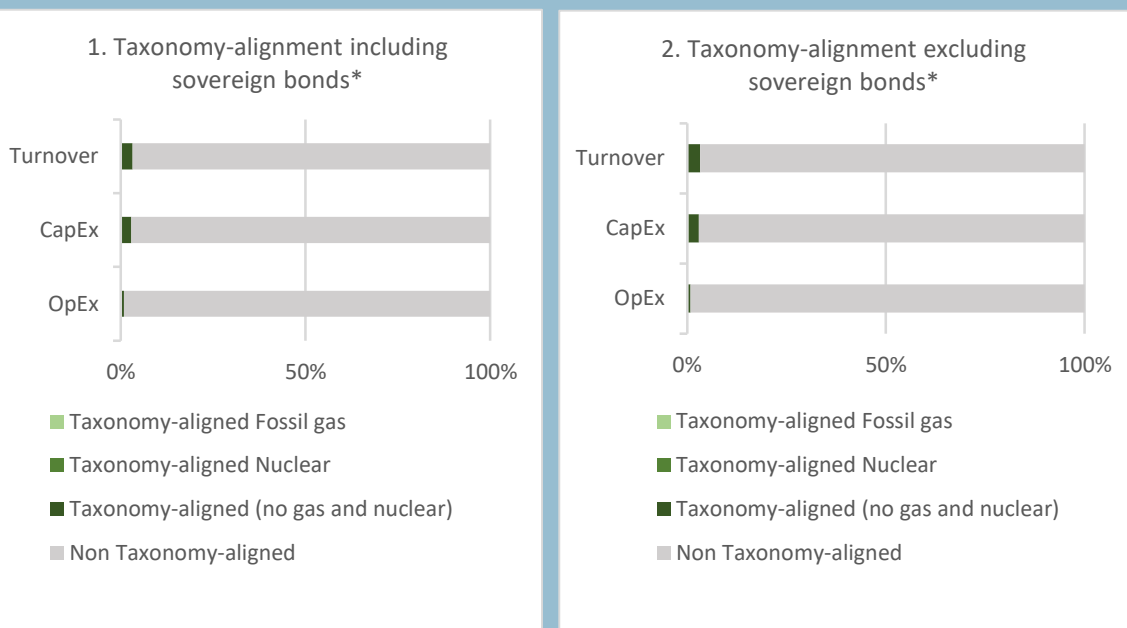 1. Taxonomy-alignment including
sovereign bonds*
Turnover
CapEx
OpEx
0%
50%
100%
Taxonomy-aligned Fossil gas
Taxonomy-aligned Nuclear
Taxonomy-aligned (no gas and nuclear)
Non Taxonomy-aligned
2. Taxonomy-alignment excluding
sovereign bonds*
Turnover
CapEx
OpEx
0%
50%
100%
Taxonomy-aligned Fossil gas
Taxonomy-aligned Nuclear
Taxonomy-aligned (no gas and nuclear)
Non Taxonomy-aligned